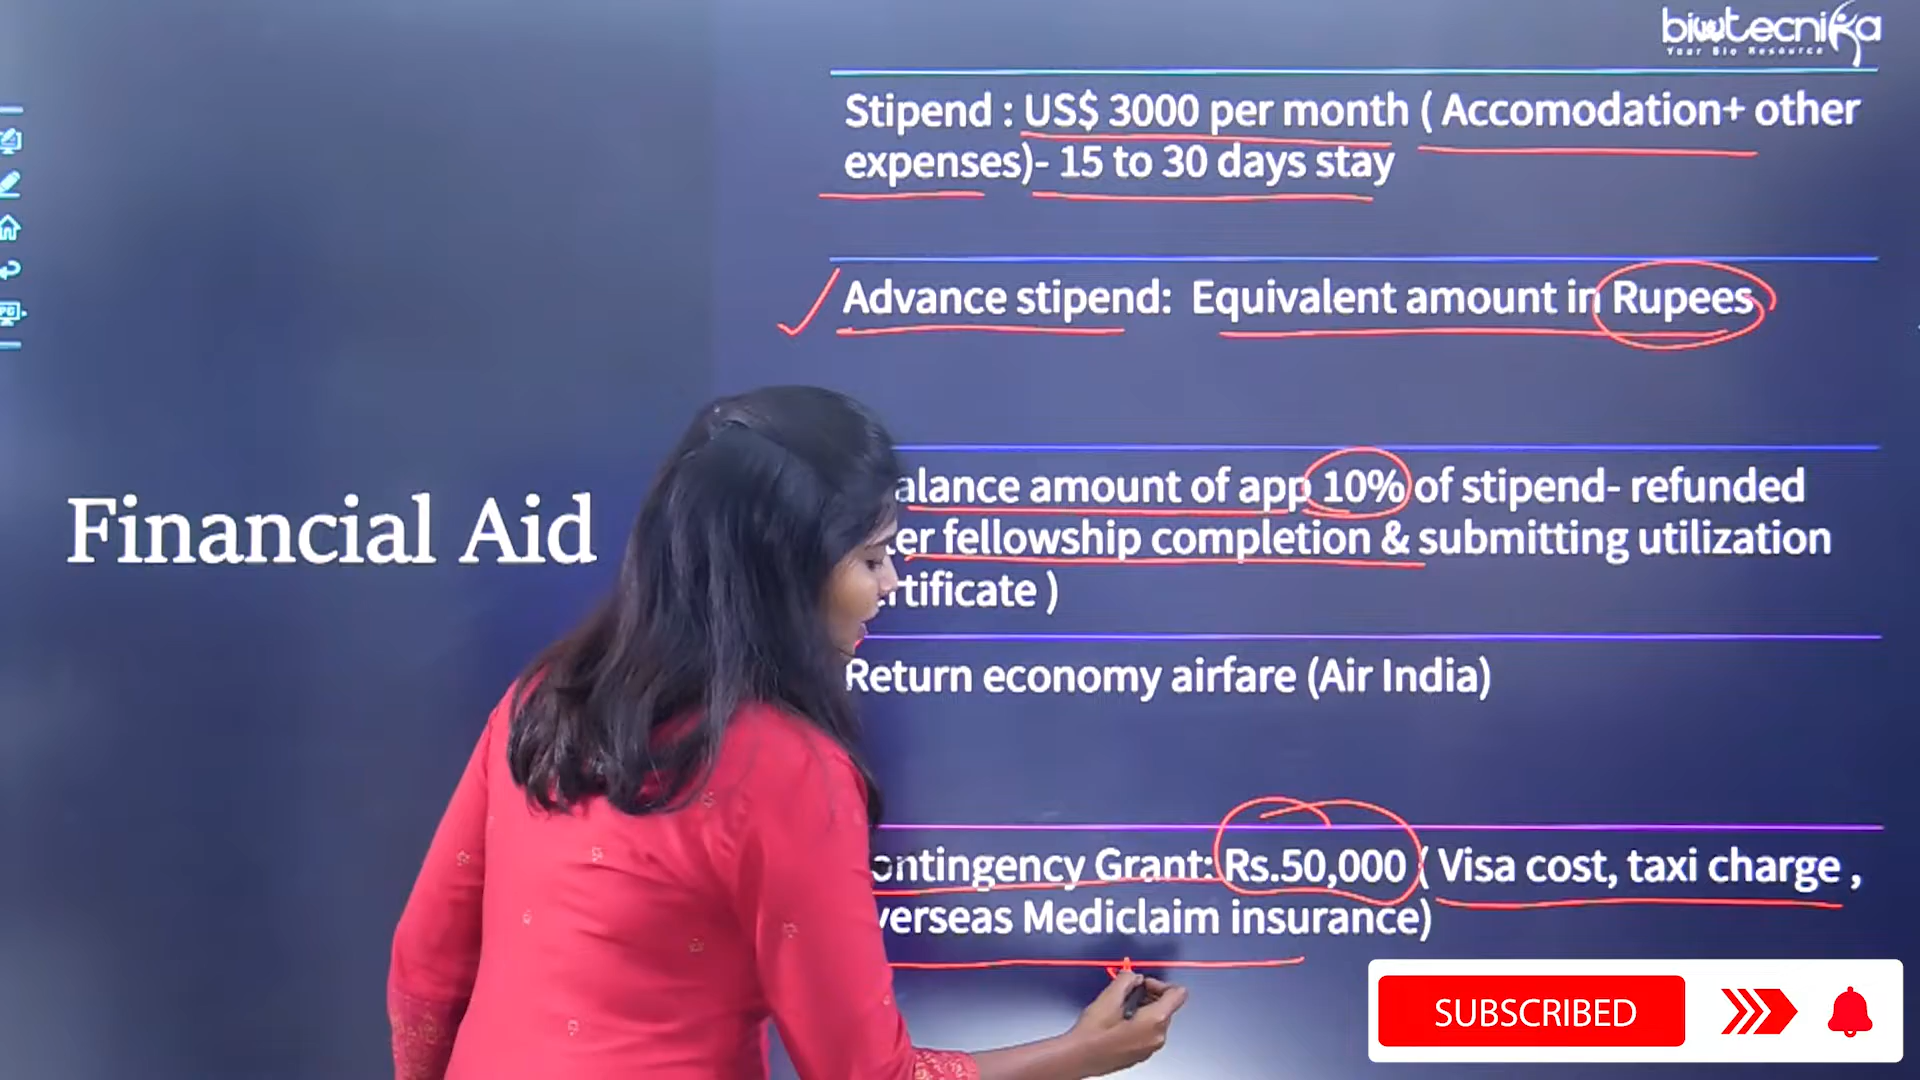 biotecnika
Your Bio Resource
Stipend : US$ 3000 per month ( Accomodation+ other
expenses)- 15 to 30 days stay
Advance stipend: Equivalent amount in Rupees
Financial Aid
alance amount of app 10% of stipend- refunded
er fellowship completion & submitting utilization
rtificate )
Return economy airfare (Air India)
ontingency Grant: Rs.50,000 ( Visa cost, taxi charge ,
verseas Mediclaim insurance)
SUBSCRIBED